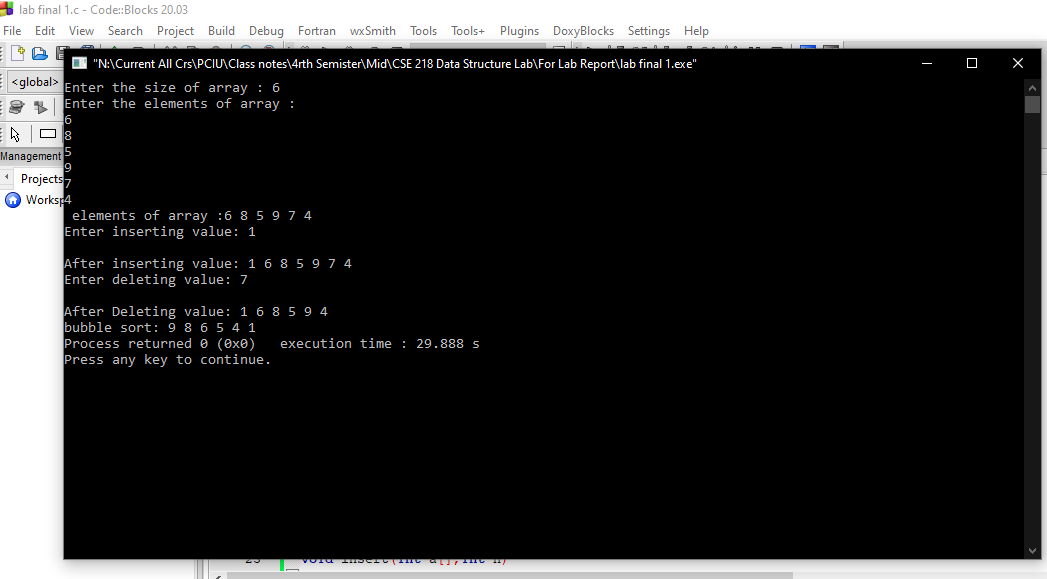 lab final 1.c - Code::Blocks 20.03
File Edit View Search Project Build Debug Fortran wxSmith Tools Tools+ Plugins DoxyBlocks Settings Help
"N:\Current All Crs\PCIU\Class notes\4rth Semister\Mid\CSE 218 Data Structure Lab\For Lab Report\lab final 1.exe"
<global>
Management
Projects
Enter the size of array : 6
Enter the elements of array :
6
8
5
9
7
4
elements of array :6 8 5 9 7 4
Enter inserting value: 1
After inserting value: 1 6 8 5 9 7 4
Enter deleting value: 7
After Deleting value: 1 6 8 5 9 4
bubble sort: 9 8 6 5 4 1
Process returned 0 (0x0)   execution time : 29.888 s
Press any key to continue.